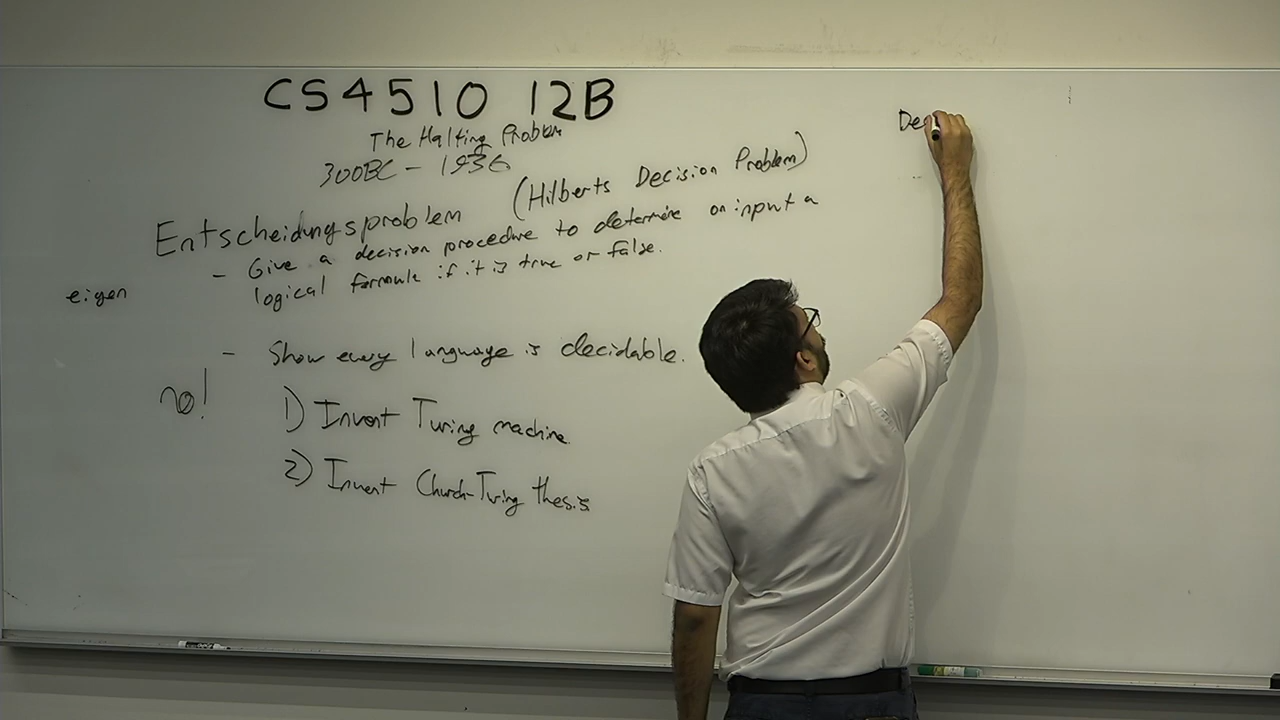 CS4510 12B
The Halting Problem
300BC - 1936
Entscheidungsproblem (Hilberts Decision Problem)
- Give a decision procedure to determine on input a
logical formula if it is true or false.
eigen
- Show every language is decidable.
no!
1) Invent Turing machine.
2) Invent Church-Turing thesis
De